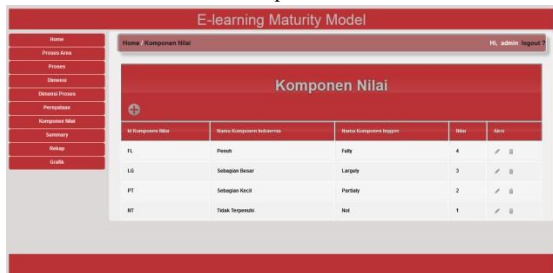 E-learning Maturity Model
Home
Proses Area
Proses
Dimensi
Dimensi Proses
Pernyataan
Komponen Nilai
Summary
Rekap
Grafik
Home / Komponen Nilai
Hi, admin logout ?
Komponen Nilai
Id Komponen Nilai Nama Komponen Indonesia Nama Komponen Inggris Nilai Aksi
FL Penuh Fully 4
LG Sebagian Besar Largely 3
PT Sebagian Kecil Partialy 2
NT Tidak Terpenuhi Not 1